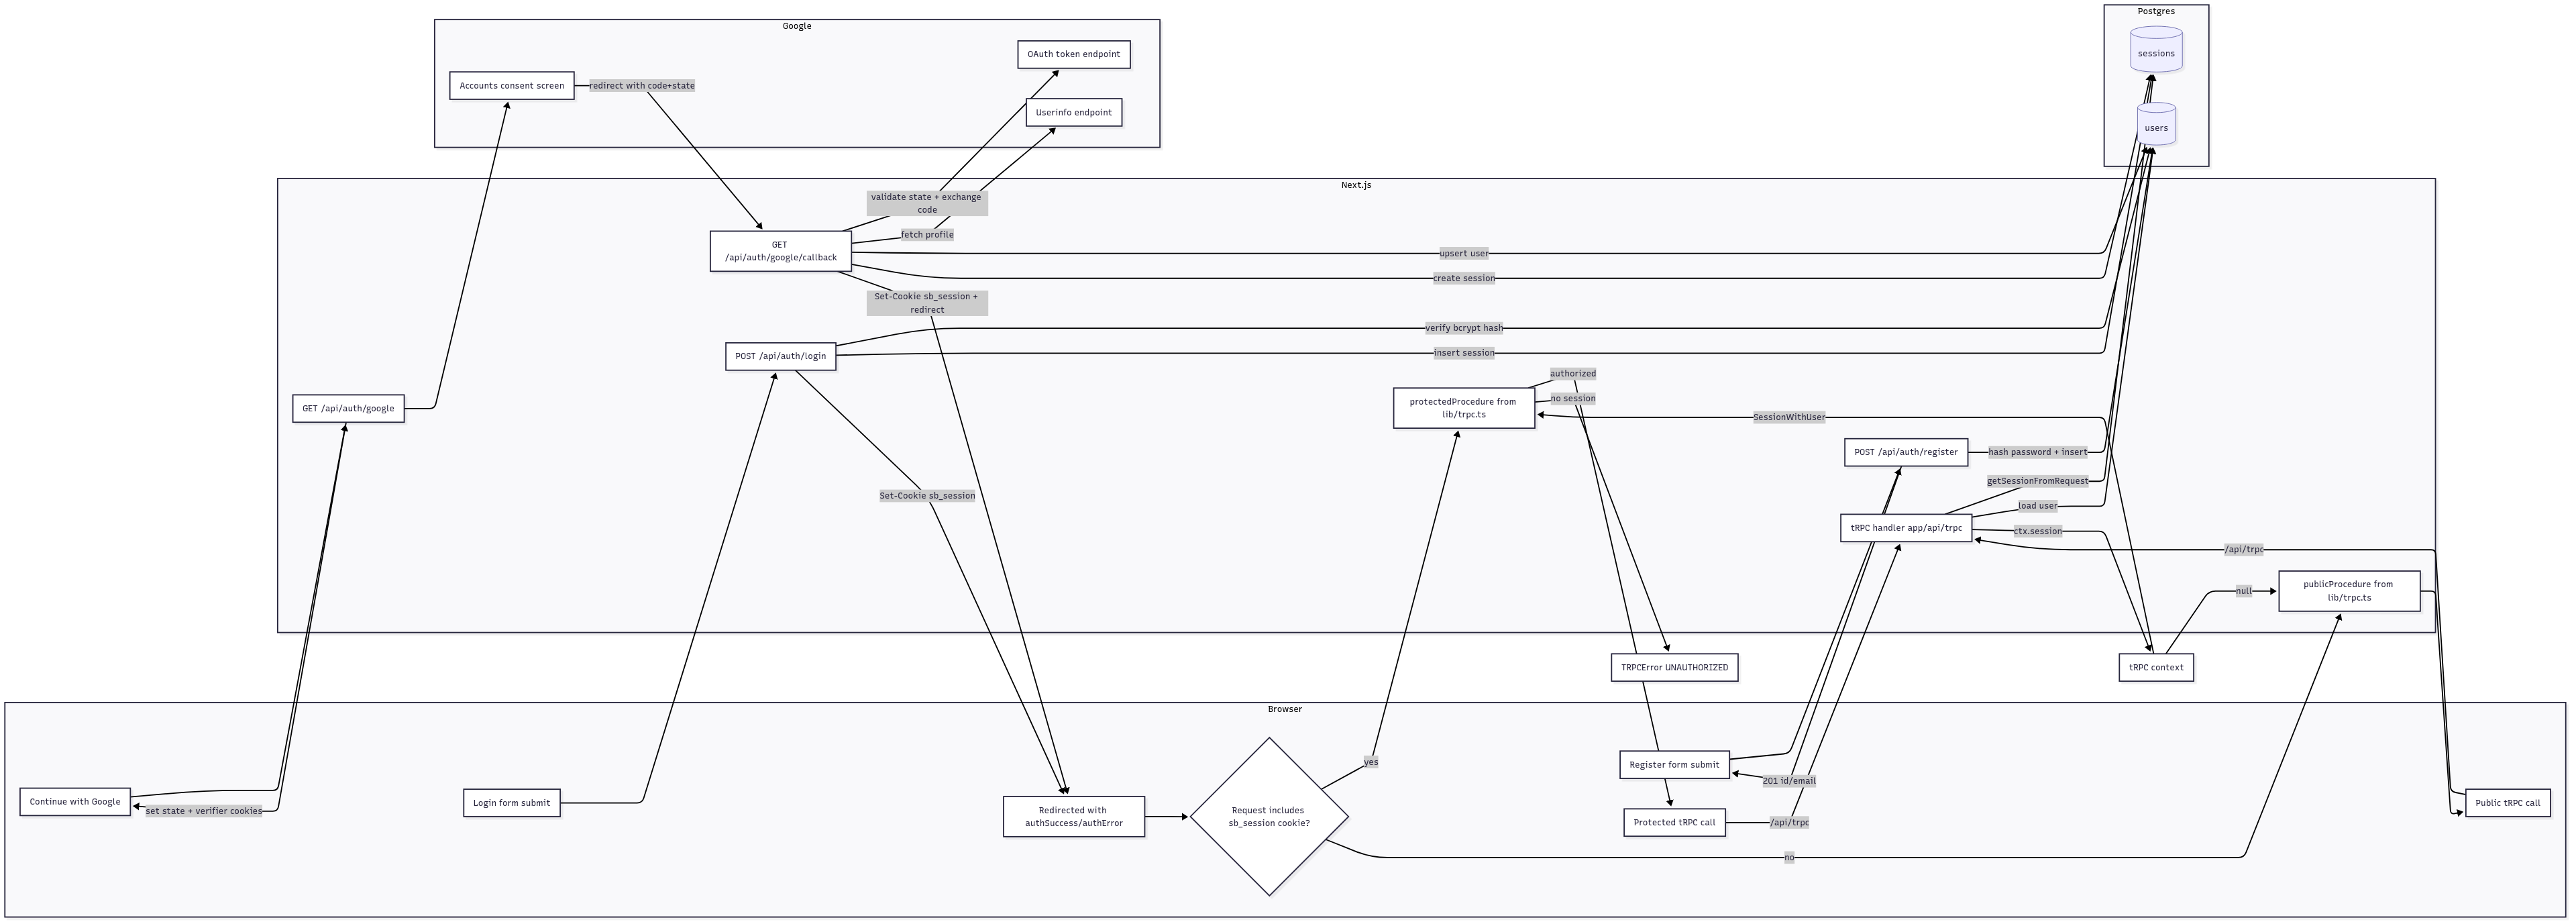 Google
OAuth token endpoint
Accounts consent screen
redirect with code+state
Userinfo endpoint
Postgres
sessions
users
Next.js
validate state + exchange
code
fetch profile
GET
/api/auth/google/callback
upsert user
create session
Set-Cookie sb_session +
redirect
verify bcrypt hash
POST /api/auth/login
insert session
authorized
no session
protectedProcedure from
lib/trpc.ts
GET /api/auth/google
SessionWithUser
POST /api/auth/register
hash password + insert
getSessionFromRequest
Set-Cookie sb_session
load user
tRPC handler app/api/trpc
ctx.session
/api/trpc
publicProcedure from
lib/trpc.ts
null
TRPCError UNAUTHORIZED
tRPC context
Browser
yes
Register form submit
201 id/email
Continue with Google
set state + verifier cookies
Login form submit
Redirected with
authSuccess/authError
Request includes
sb_session cookie?
Protected tRPC call
/api/trpc
Public tRPC call
no